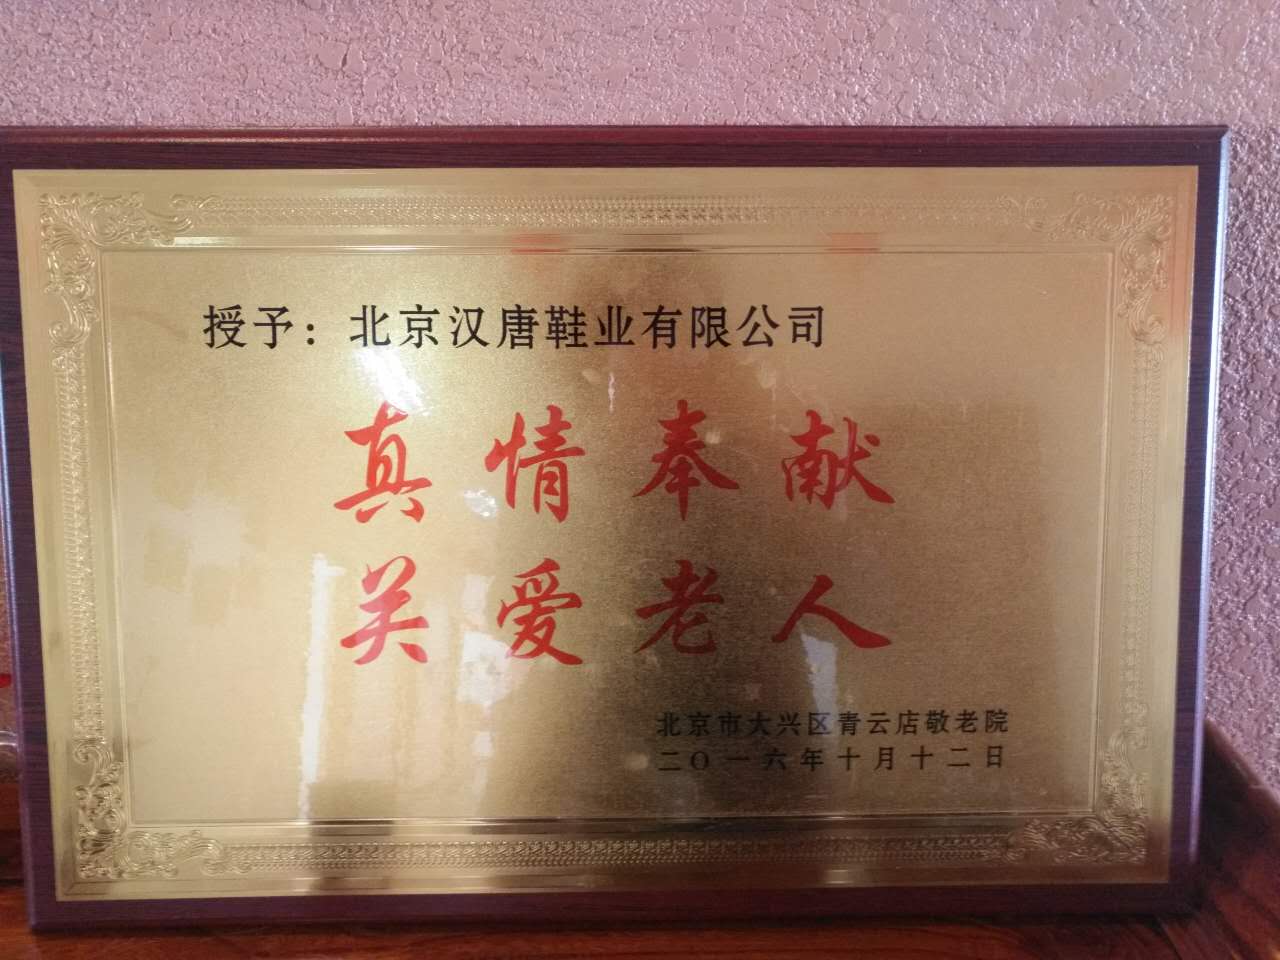 授予：北京汉唐鞋业有限公司
真情奉献
关爱老人
北京市大兴区青云店敬老院
二〇一六年十月十二日